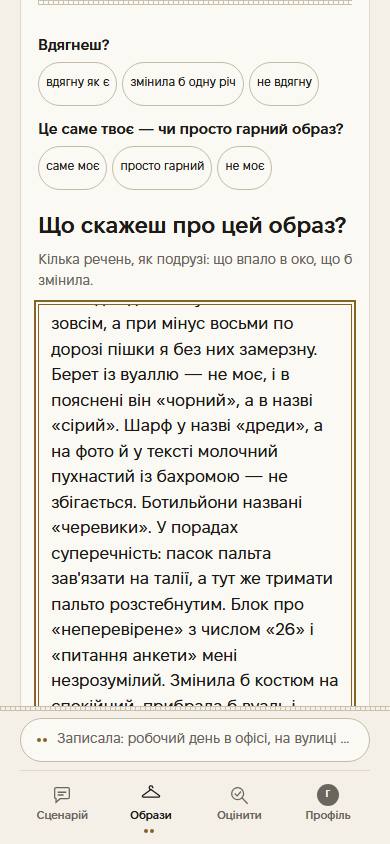 Вдягнеш?
вдягну як є
змінила б одну річ
не вдягну
Це саме твоє — чи просто гарний образ?
саме моє
просто гарний
не моє
Що скажеш про цей образ?
Кілька речень, як подрузі: що впало в око, що б
змінила.
зовсім, а при мінус восьми по
дорозі пішки я без них замерзну.
Берет із вуаллю — не моє, і в
пояснені він «чорний», а в назві
«сірий». Шарф у назві «дреди», а
на фото й у тексті молочний
пухнастий із бахромою — не
збігається. Ботильйони названі
«черевики». У порадах
суперечність: пасок пальта
зав'язати на талії, а тут же тримати
пальто розстебнутим. Блок про
«неперевірене» з числом «26» і
«питання анкети» мені
незрозумілий. Змінила б костюм на
спокійний, прибрала б вуаль і
Записала: робочий день в офісі, на вулиці ...
Сценарій
Образи
Оцінити
Г
Профіль